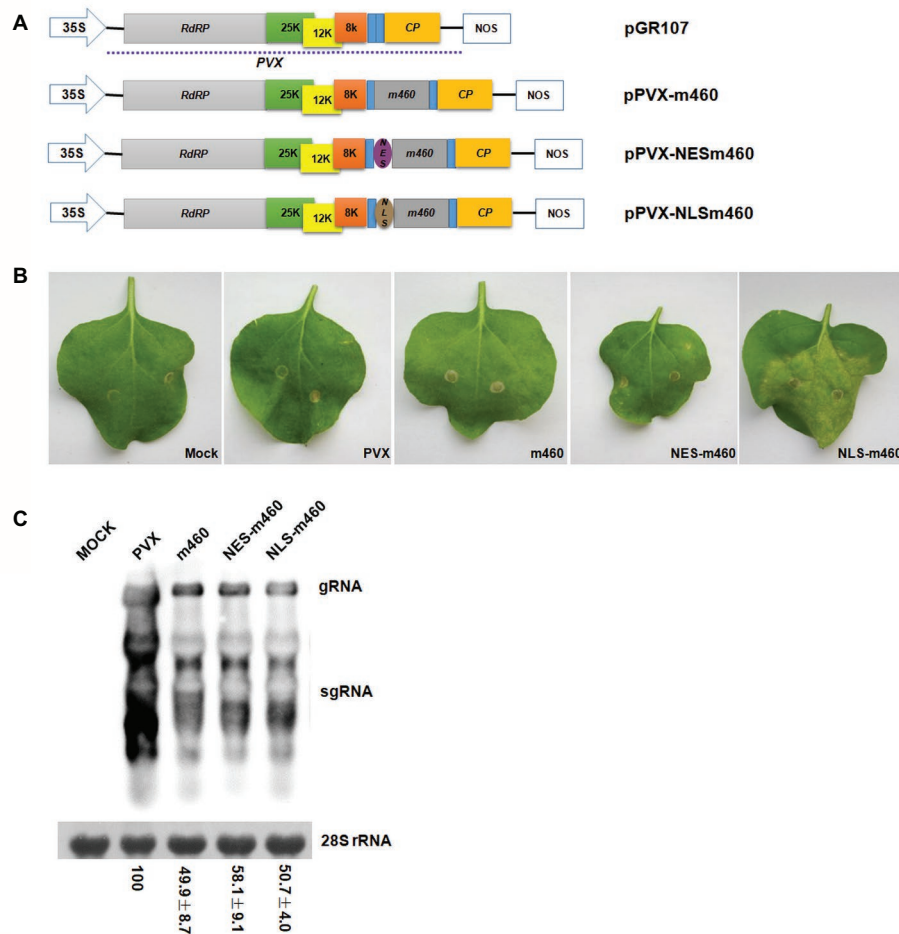 A
35S RdRP 25K 12K 8k CP NOS pGR107
PVX
35S RdRP 25K 12K 8K m460 CP NOS pPVX-m460
35S RdRP 25K 12K 8K NES m460 CP NOS pPVX-NESm460
35S RdRP 25K 12K 8K NLS m460 CP NOS pPVX-NLSm460
B
Mock PVX m460 NES-m460 NLS-m460
C
MOCK PVX m460 NES-m460 NLS-m460
gRNA
sgRNA
28S rRNA
100 49.9±8.7 58.1±9.1 50.7±4.0